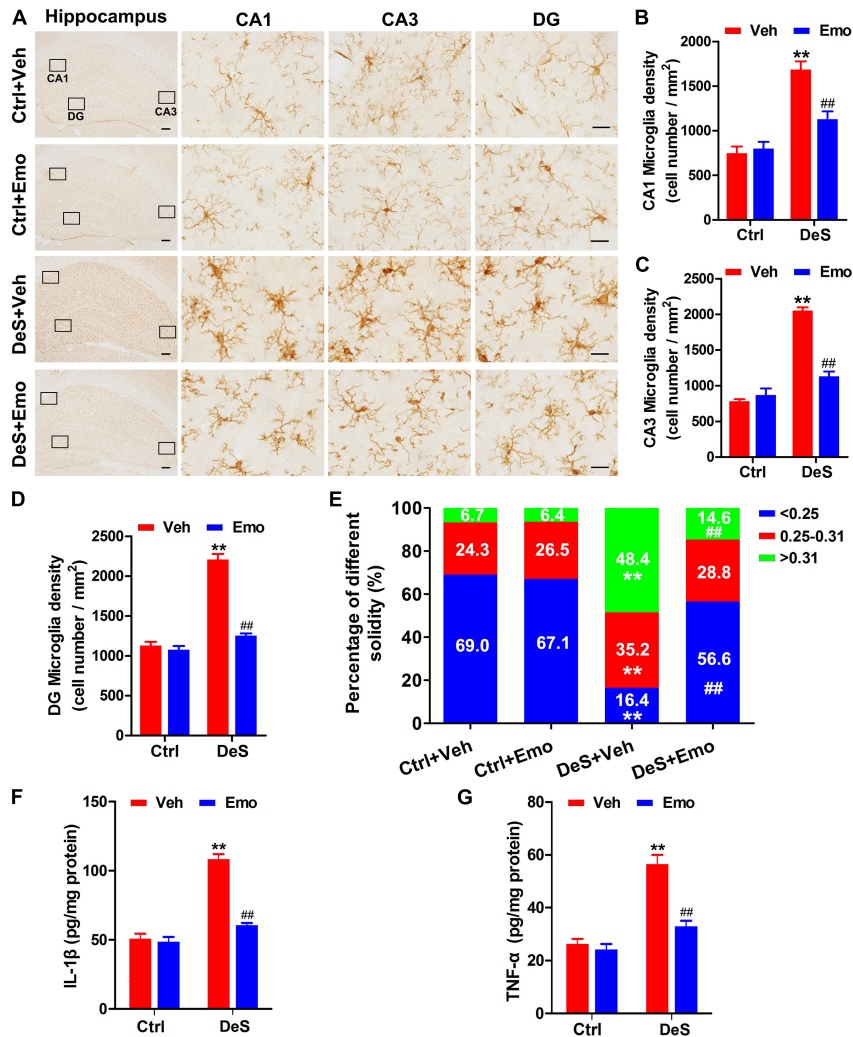 A
Hippocampus
CA1
CA3
DG
Ctrl+Veh
CA1
DG
CA3
Ctrl+Emo
DeS+Veh
DeS+Emo
B
Veh
Emo
CA1 Microglia density
(cell number / mm²)
2000
1500
1000
500
0
**
##
Ctrl
DeS
C
Veh
Emo
CA3 Microglia density
(cell number / mm²)
2500
2000
1500
1000
500
0
**
##
Ctrl
DeS
D
Veh
Emo
DG Microglia density
(cell number / mm²)
2500
2000
1500
1000
500
0
**
##
Ctrl
DeS
E
Percentage of different
solidity (%)
100
80
60
40
20
0
6.7
24.3
69.0
6.4
26.5
67.1
48.4
**
35.2
**
16.4
**
14.6
##
28.8
56.6
##
Ctrl+Veh
Ctrl+Emo
DeS+Veh
DeS+Emo
<0.25
0.25-0.31
>0.31
F
Veh
Emo
IL-1β (pg/mg protein)
150
100
50
0
**
##
Ctrl
DeS
G
Veh
Emo
TNF-α (pg/mg protein)
80
60
40
20
0
**
##
Ctrl
DeS